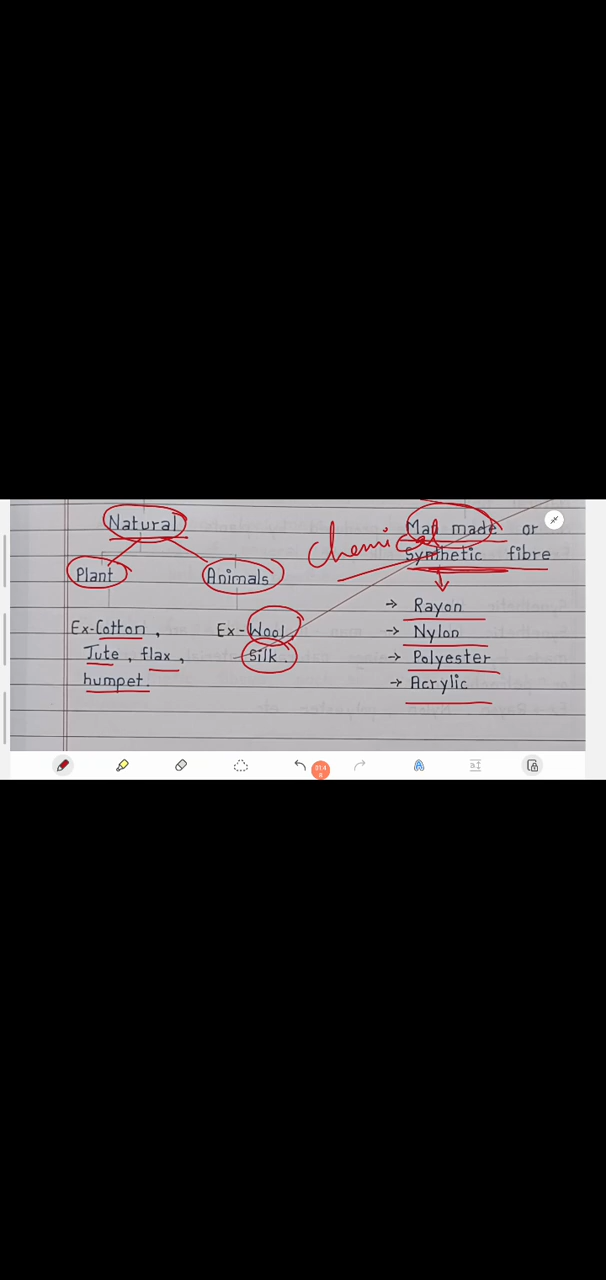 Natural
Man made or
Chemical
Synthetic fibre
Plant
Animals
→ Rayon
Ex-Cotton,
Ex-Wool,
→ Nylon
Jute, flax,
Silk.
→ Polyester
humpet.
→ Acrylic